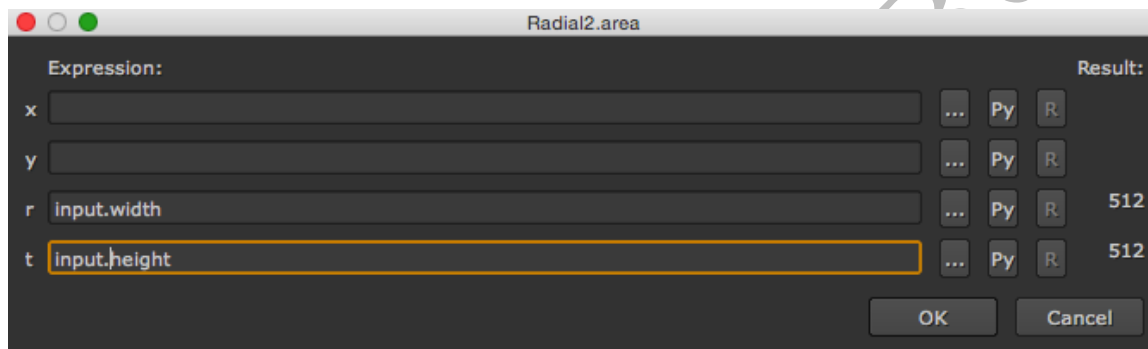 Radial2.area
Expression: Result:
x ... Py R
y ... Py R
r input.width ... Py R 512
t input.height ... Py R 512
OK Cancel